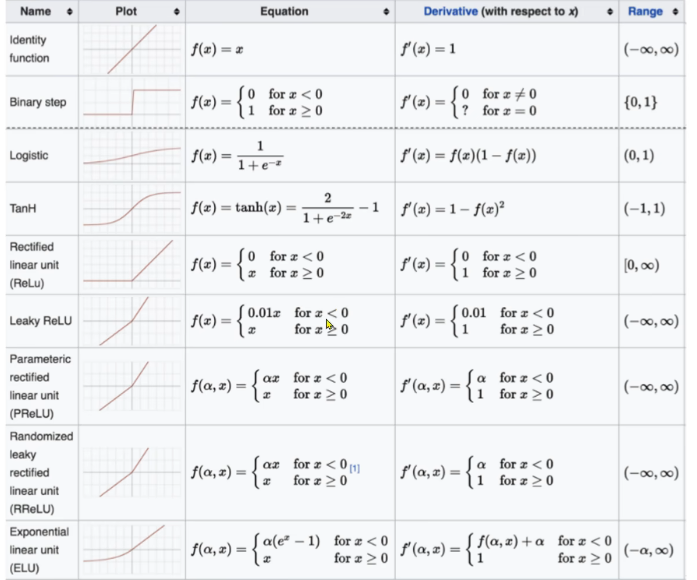 Name Plot Equation Derivative (with respect to x) Range
Identity
function
f(x) = x f′(x) = 1 (−∞, ∞)
Binary step f(x) = { 0 for x < 0 f′(x) = { 0 for x ≠ 0 {0, 1}
1 for x ≥ 0 ? for x = 0
Logistic f(x) = 1 / (1 + e^−x) f′(x) = f(x)(1 − f(x)) (0, 1)
TanH f(x) = tanh(x) = 2 / (1 + e^−2x) − 1 f′(x) = 1 − f(x)² (−1, 1)
Rectified
linear unit
(ReLu)
f(x) = { 0 for x < 0 f′(x) = { 0 for x < 0 [0, ∞)
x for x ≥ 0 1 for x ≥ 0
Leaky ReLU f(x) = { 0.01x for x < 0 f′(x) = { 0.01 for x < 0 (−∞, ∞)
x for x ≥ 0 1 for x ≥ 0
Parameteric
rectified
linear unit
(PReLU)
f(α, x) = { αx for x < 0 f′(α, x) = { α for x < 0 (−∞, ∞)
x for x ≥ 0 1 for x ≥ 0
Randomized
leaky
rectified
linear unit
(RReLU)
f(α, x) = { αx for x < 0 [1] f′(α, x) = { α for x < 0 (−∞, ∞)
x for x ≥ 0 1 for x ≥ 0
Exponential
linear unit
(ELU)
f(α, x) = { α(e^x − 1) for x < 0 f′(α, x) = { f(α, x) + α for x < 0 (−α, ∞)
x for x ≥ 0 1 for x ≥ 0